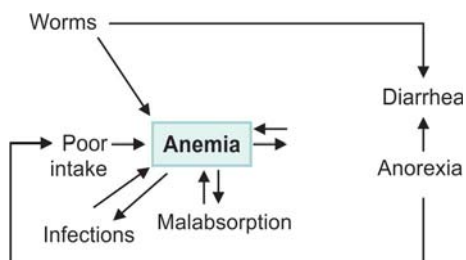 Worms
Diarrhea
Poor
intake
Anemia
Anorexia
Malabsorption
Infections